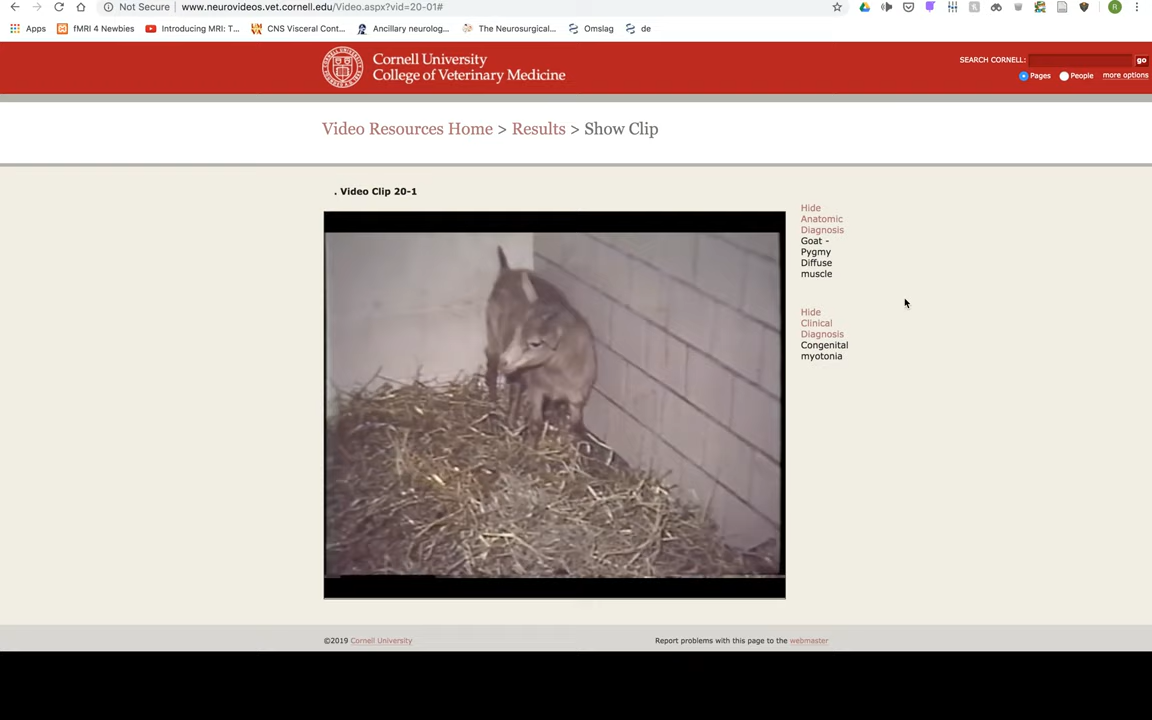 Not Secure | www.neurovideos.vet.cornell.edu/Video.aspx?vid=20-01#
R
Apps fMRI 4 Newbies Introducing MRI: T... CNS Visceral Cont... Ancillary neurolog... The Neurosurgical... Omslag de
Cornell University
College of Veterinary Medicine
SEARCH CORNELL: go
Pages People more options
Video Resources Home > Results > Show Clip
. Video Clip 20-1
Hide
Anatomic
Diagnosis
Goat -
Pygmy
Diffuse
muscle
Hide
Clinical
Diagnosis
Congenital
myotonia
©2019 Cornell University
Report problems with this page to the webmaster